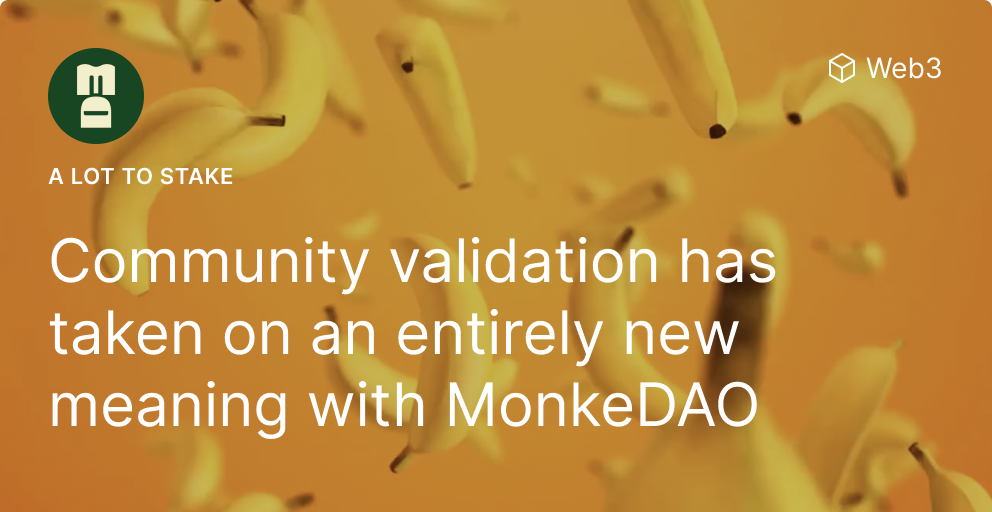 Web3
A LOT TO STAKE
Community validation has
taken on an entirely new
meaning with MonkeDAO